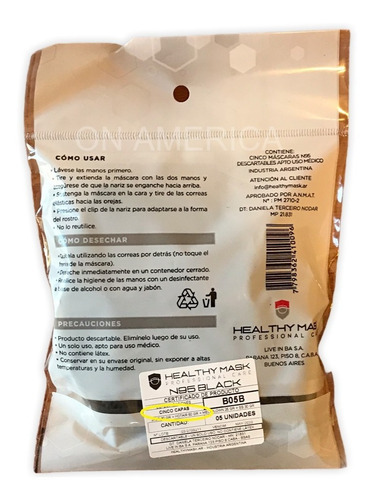 ON AMERICA
CÓMO USAR
- Lávese las manos primero.
- Tire y extienda la máscara con las dos manos y
asegúrese de que la nariz se enganche hacia arriba.
- Sostenga la máscara en la cara y tire de las correas
elásticas hacia las orejas.
- Presione el clip de la nariz para adaptarse a la forma
del rostro.
- No lo reutilice.
COMO DESECHAR
utilizando las correas por detrás (no toque el
frente de la máscara).
- Deseche inmediatamente en un contenedor cerrado.
- Realice la higiene de las manos con un desinfectante
a base de alcohol o con agua y jabón.
PRECAUCIONES
- Producto descartable. Elimínelo luego de su uso.
- Un solo uso, apto para uso médico.
- No contiene látex.
- Conservar en su envase original, sin exponer a altas
temperaturas y la humedad.
CONTIENE:
CINCO MÁSCARAS N95
DESCARTABLES APTO USO MÉDICO
INDUSTRIA ARGENTINA
ATENCIÓN AL CLIENTE
info@healthymask.ar
APROBADO POR A.N.M.A.T.
Nº : PM 2710-2
DT: DANIELA TERCERO NODAR
MP 21.831
7 798362 410096
HEALTHY MASK
PROFESSIONAL CARE
LIVE IN BA S.A.
PARANÁ 123, PISO 8, C.A.B.A.
BUENOS AIRES.
HEALTHY MASK
PROFESSIONAL CARE
N95 BLACK
CERTIFICADO DE PRODUCTO
CINCO CAPAS
B05B
CANTIDAD:
05 UNIDADES